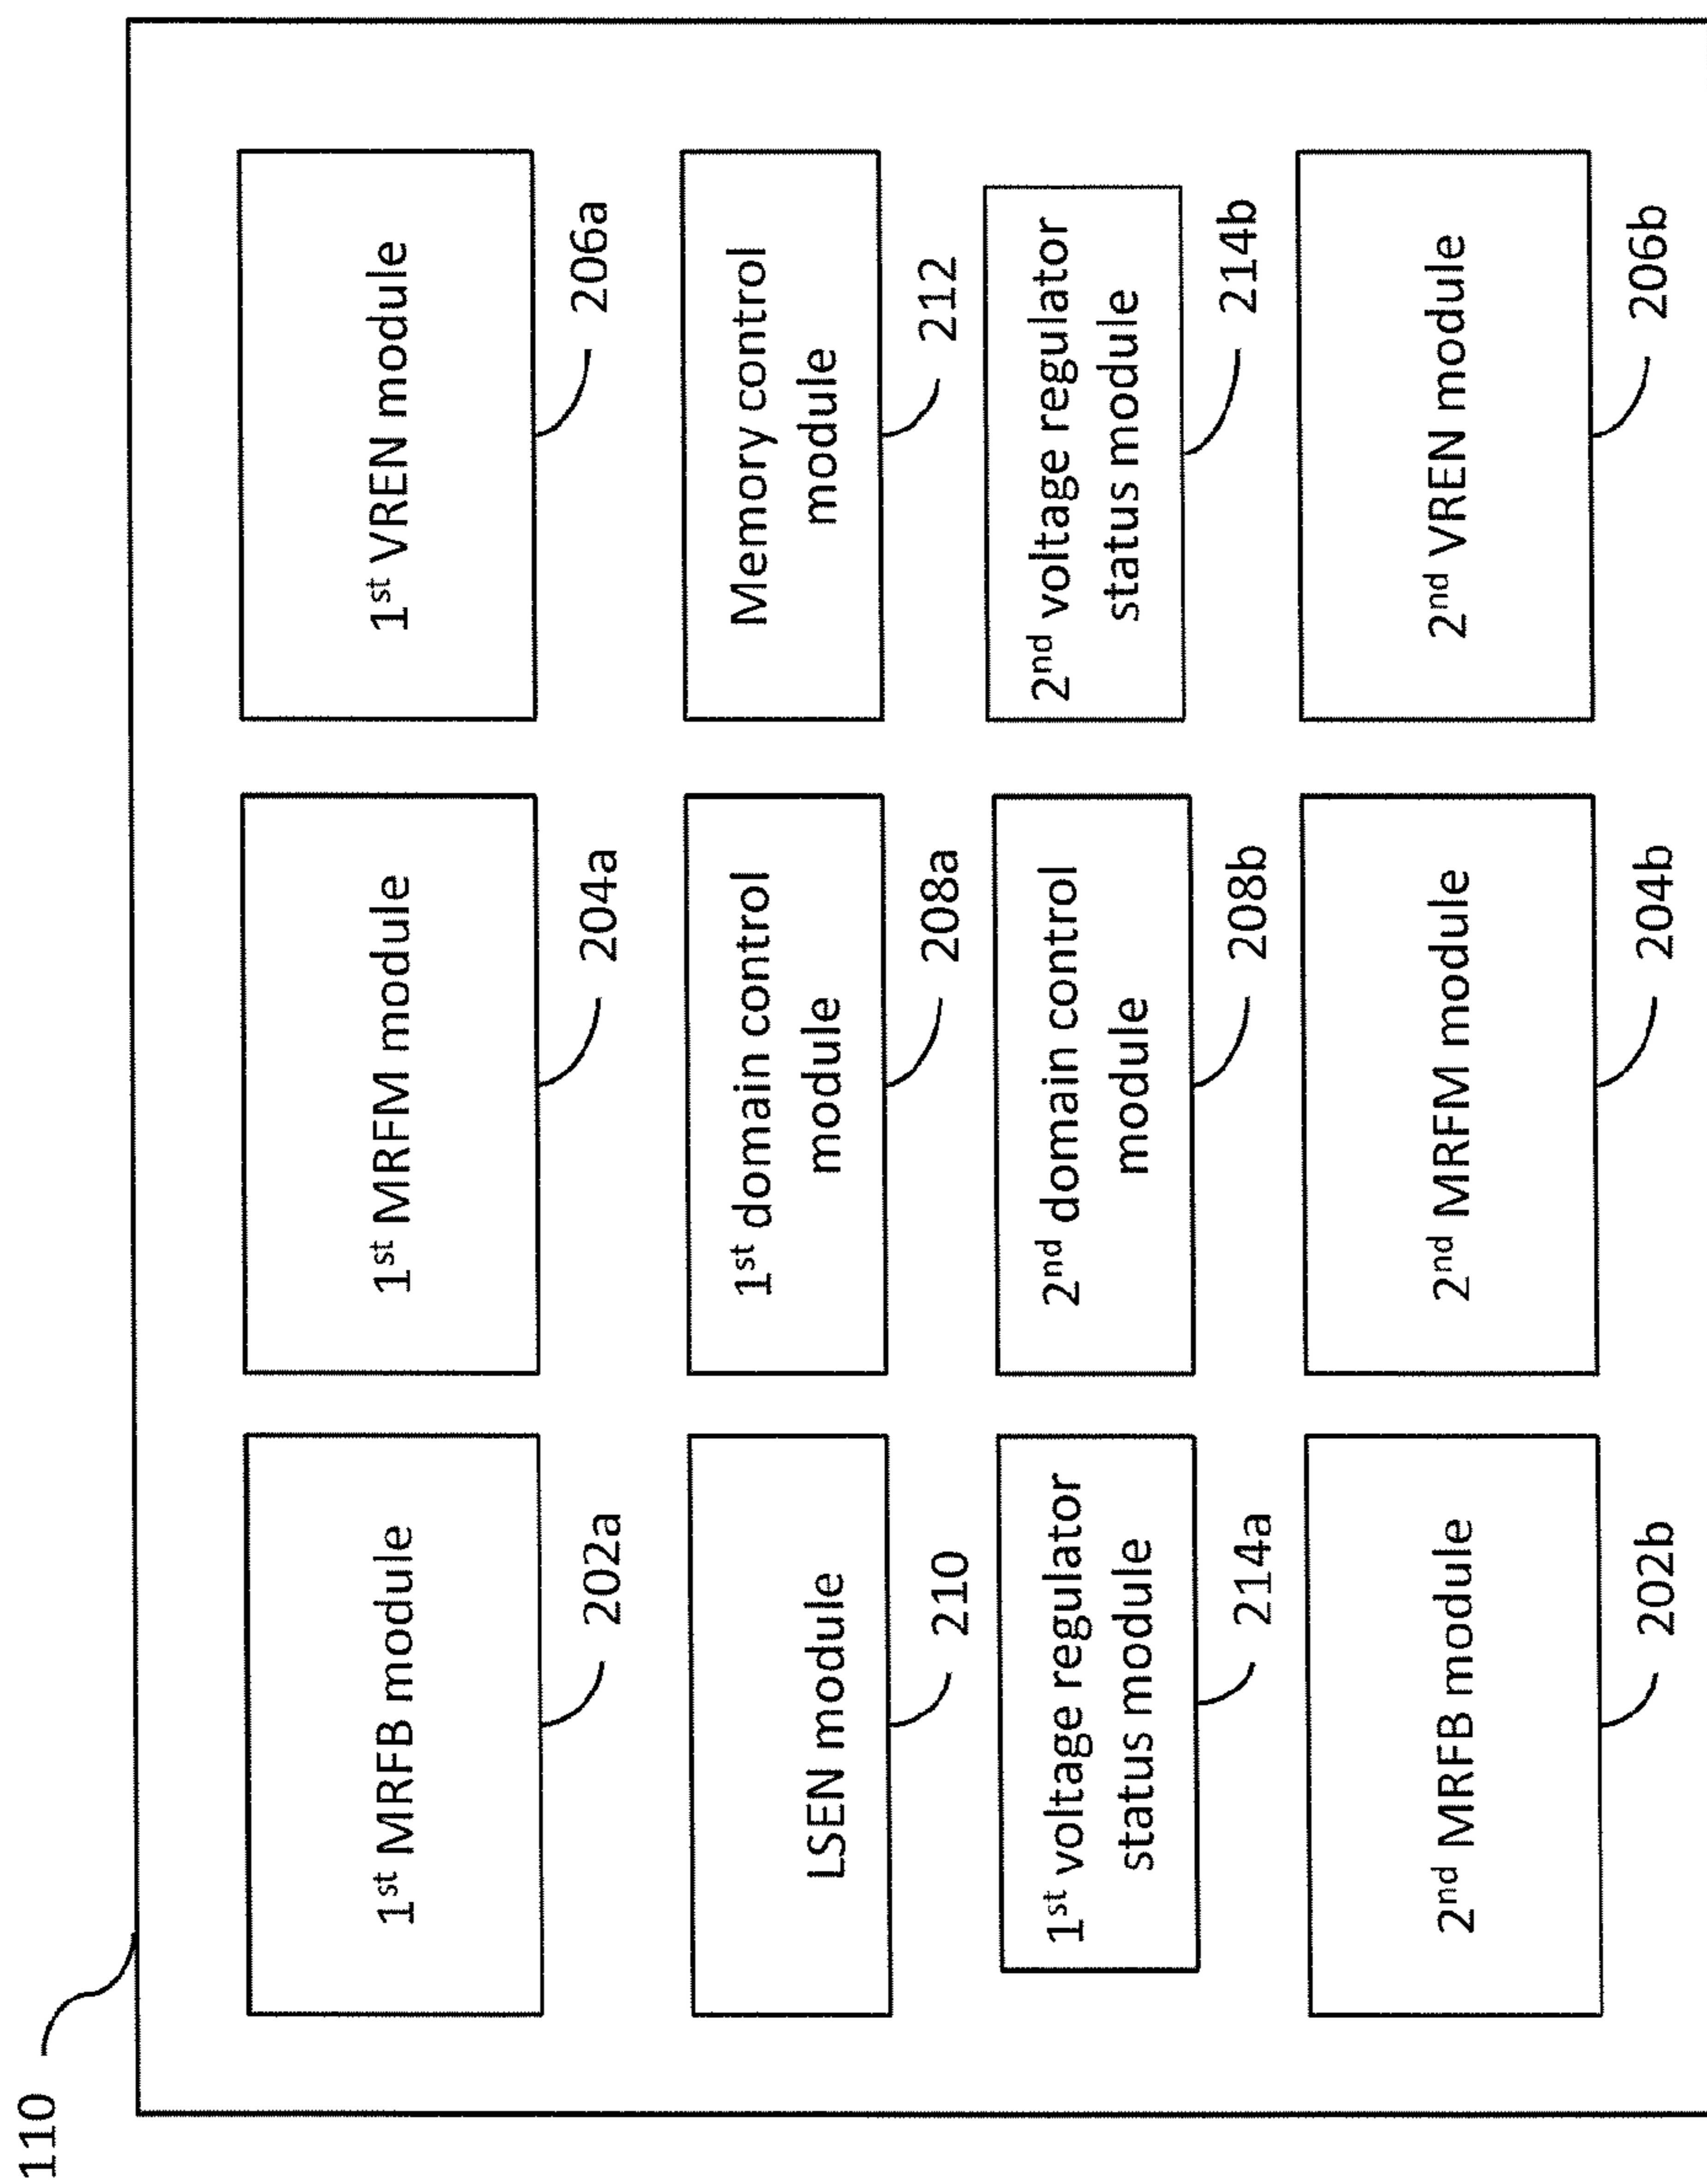 110
1st MRFB module
202a
1st MRFM module
204a
1st VREN module
206a
LSEN module
210
1st domain control
module
208a
Memory control
module
212
1st voltage regulator
status module
214a
2nd domain control
module
208b
2nd voltage regulator
status module
214b
2nd MRFB module
202b
2nd MRFM module
204b
2nd VREN module
206b